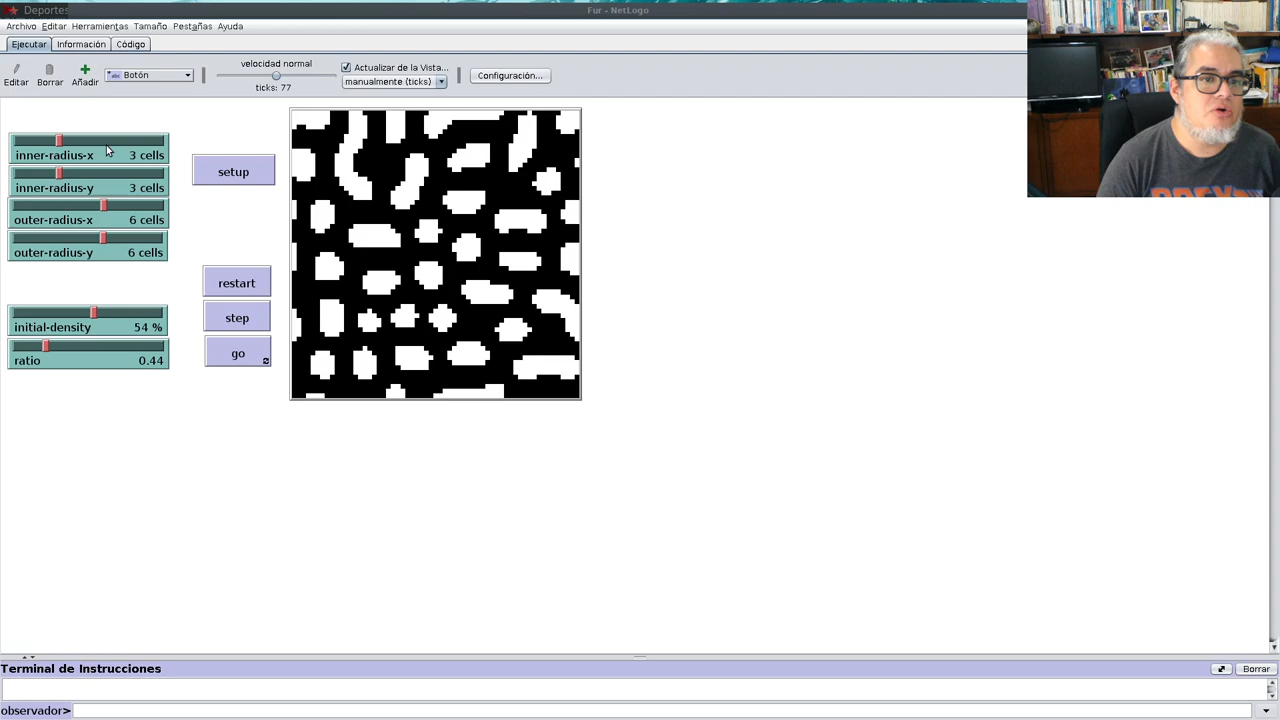 Deportes
Fur - NetLogo
Archivo Editar Herramientas Tamaño Pestañas Ayuda
Ejecutar Información Código
Editar Borrar Añadir
abc Botón
velocidad normal
ticks: 77
Actualizar de la Vista...
manualmente (ticks)
Configuración...
inner-radius-x 3 cells
inner-radius-y 3 cells
outer-radius-x 6 cells
outer-radius-y 6 cells
initial-density 54 %
ratio 0.44
setup
restart
step
go
Terminal de Instrucciones
Borrar
observador>